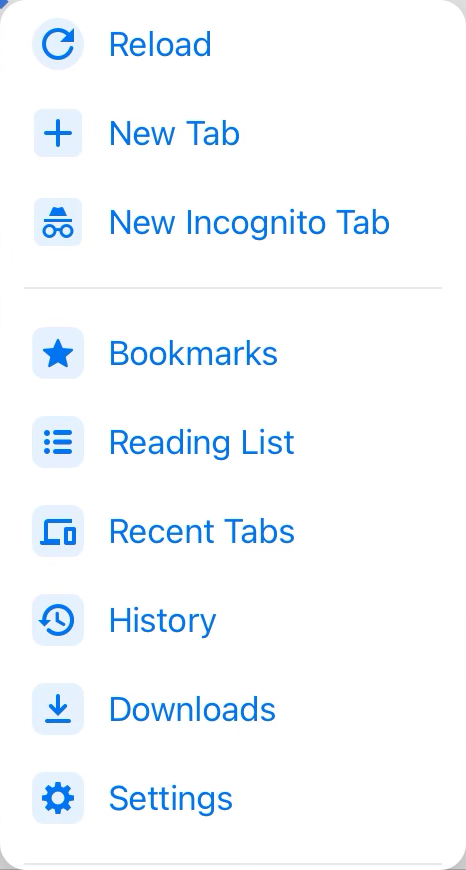 Reload
New Tab
New Incognito Tab
Bookmarks
Reading List
Recent Tabs
History
Downloads
Settings